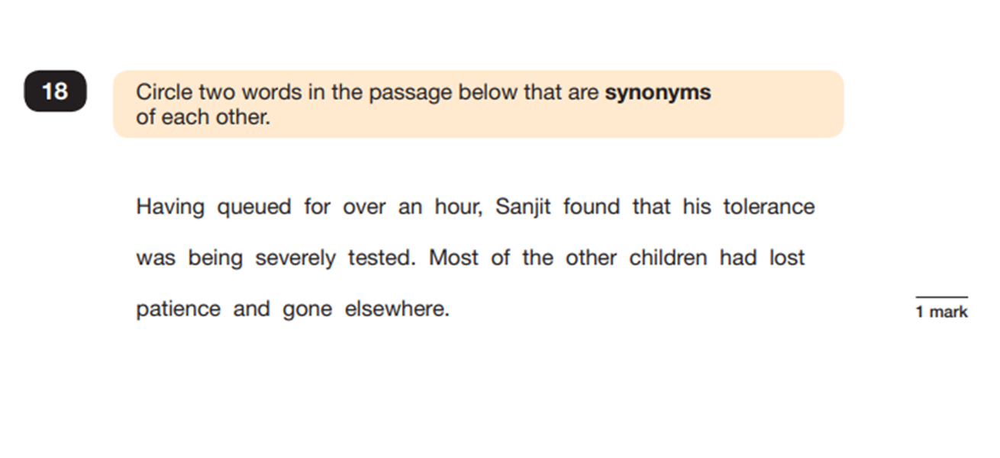 18
Circle two words in the passage below that are synonyms
of each other.
Having queued for over an hour, Sanjit found that his tolerance
was being severely tested. Most of the other children had lost
patience and gone elsewhere.
1 mark